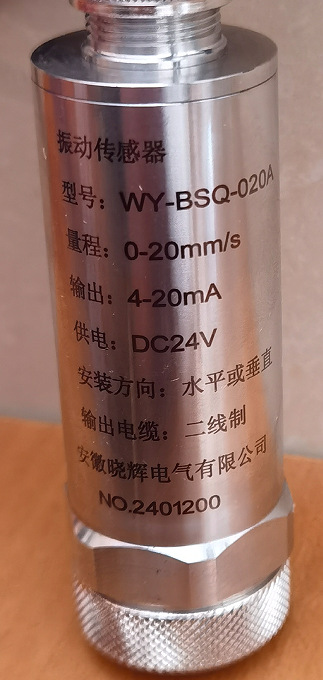 振动传感器
型号：WY-BSQ-020A
量程：0-20mm/s
输出：4-20mA
供电：DC24V
安装方向：水平或垂直
输出电缆：二线制
安徽晓辉电气有限公司
NO.2401200